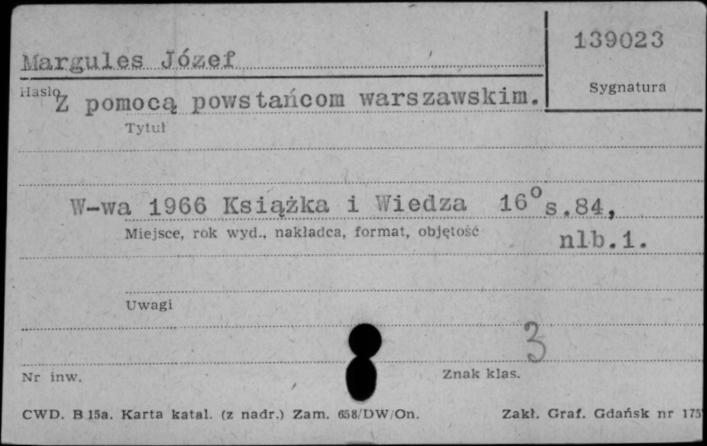 139023
Margules Józef
Hasło
Sygnatura
Z pomocą powstańcom warszawskim.
Tytuł
W-wa 1966 Książka i Wiedza 16° s.84,
Miejsce, rok wyd., nakładca, format, objętość
nlb.1.
Uwagi
3
Nr inw.
Znak klas.
CWD. B 15a. Karta katal. (z nadr.) Zam. 658/DW/On.
Zakł. Graf. Gdańsk nr 175